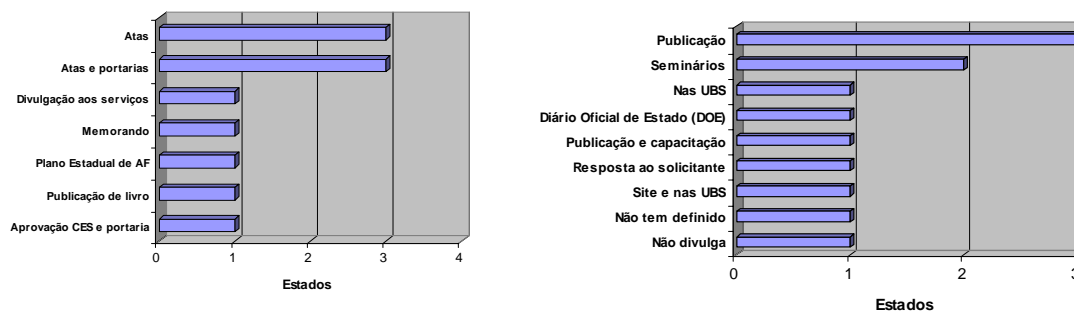 Atas
Atas e portarias
Divulgação aos serviços
Memorando
Plano Estadual de AF
Publicação de livro
Aprovação CES e portaria
0 1 2 3 4
Estados
Publicação
Seminários
Nas UBS
Diário Oficial de Estado (DOE)
Publicação e capacitação
Resposta ao solicitante
Site e nas UBS
Não tem definido
Não divulga
0 1 2 3
Estados